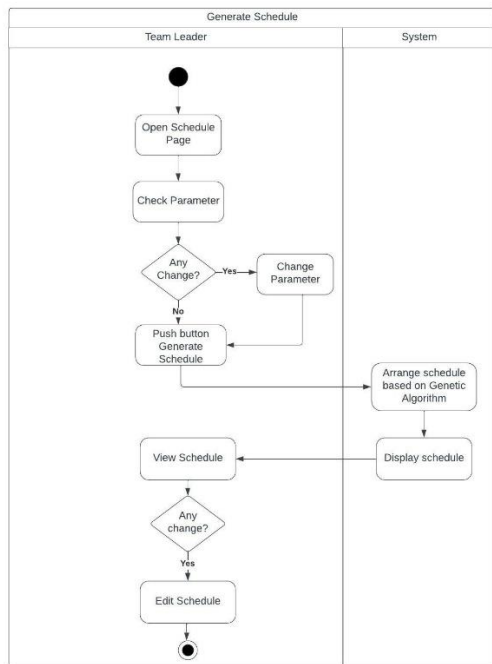 Generate Schedule
Team Leader
System
Open Schedule
Page
Check Parameter
Any
Change?
Yes
Change
Parameter
No
Push button
Generate
Schedule
Arrange schedule
based on Genetic
Algorithm
View Schedule
Display schedule
Any
change?
Yes
Edit Schedule